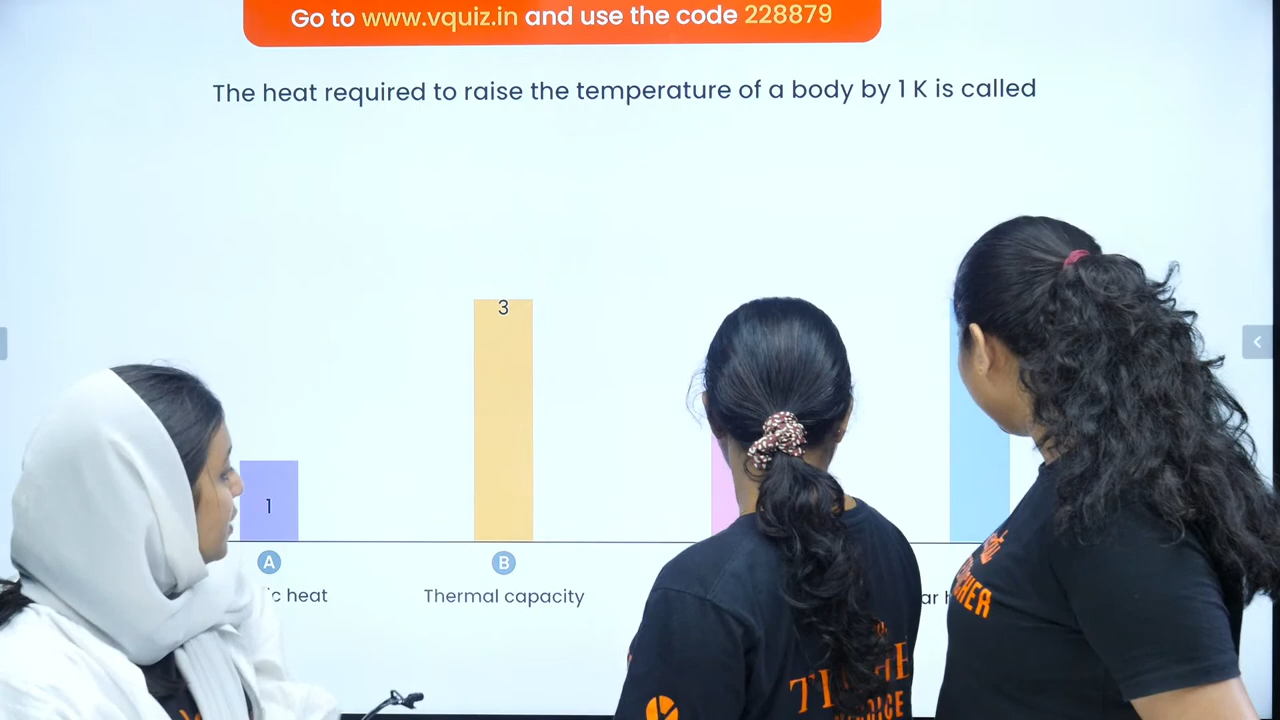 Go to www.vquiz.in and use the code 228879
The heat required to raise the temperature of a body by 1 K is called
3
1
A
B
heat
Thermal capacity